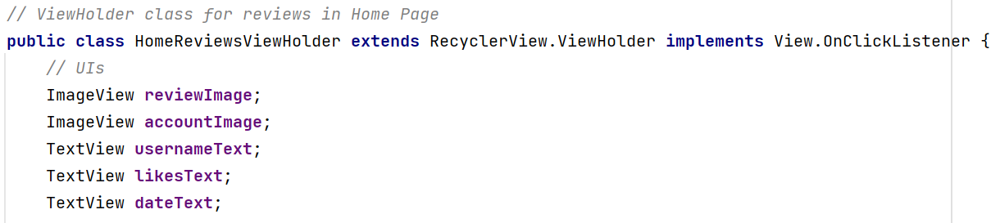 // ViewHolder class for reviews in Home Page
public class HomeReviewsViewHolder extends RecyclerView.ViewHolder implements View.OnClickListener {
    // UIs
    ImageView reviewImage;
    ImageView accountImage;
    TextView usernameText;
    TextView likesText;
    TextView dateText;